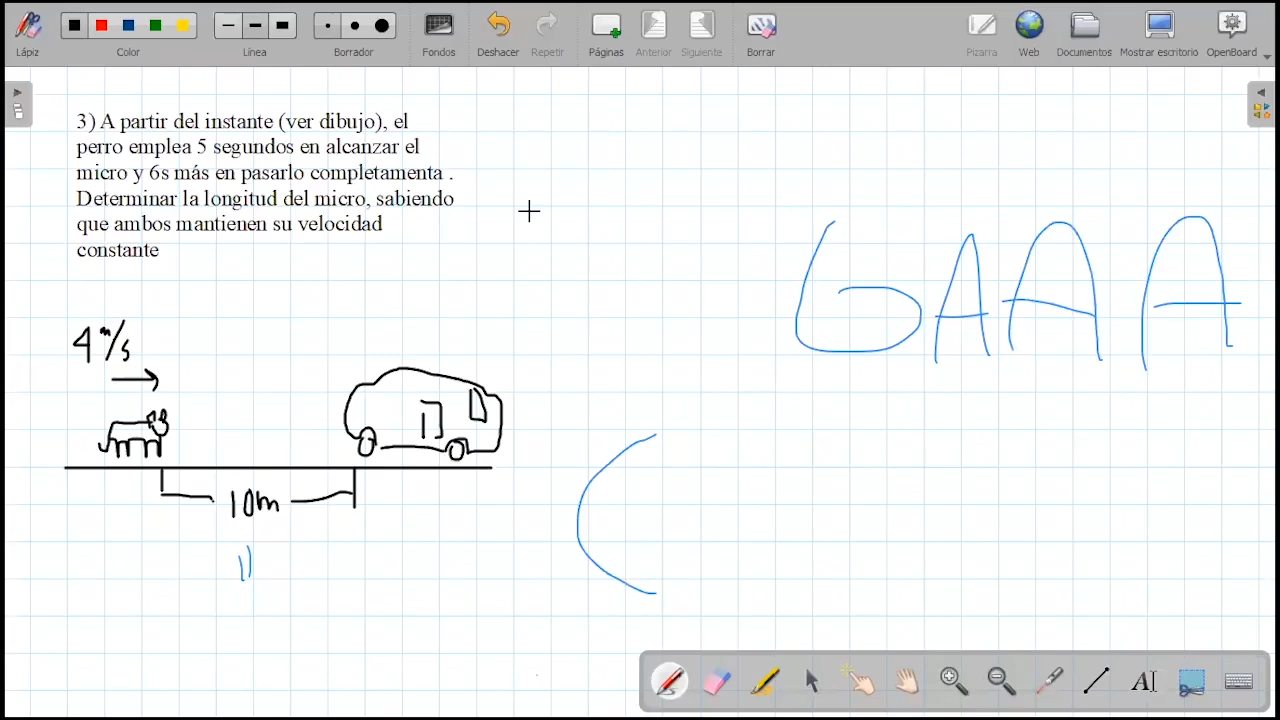 Lápiz Color Línea Borrador Fondos Deshacer Repetir Páginas Anterior Siguiente Borrar Pizarra Web Documentos Mostrar escritorio OpenBoard
3) A partir del instante (ver dibujo), el
perro emplea 5 segundos en alcanzar el
micro y 6s más en pasarlo completamenta .
Determinar la longitud del micro, sabiendo
que ambos mantienen su velocidad
constante
GAAA
4 m/s
10m
11
C
A